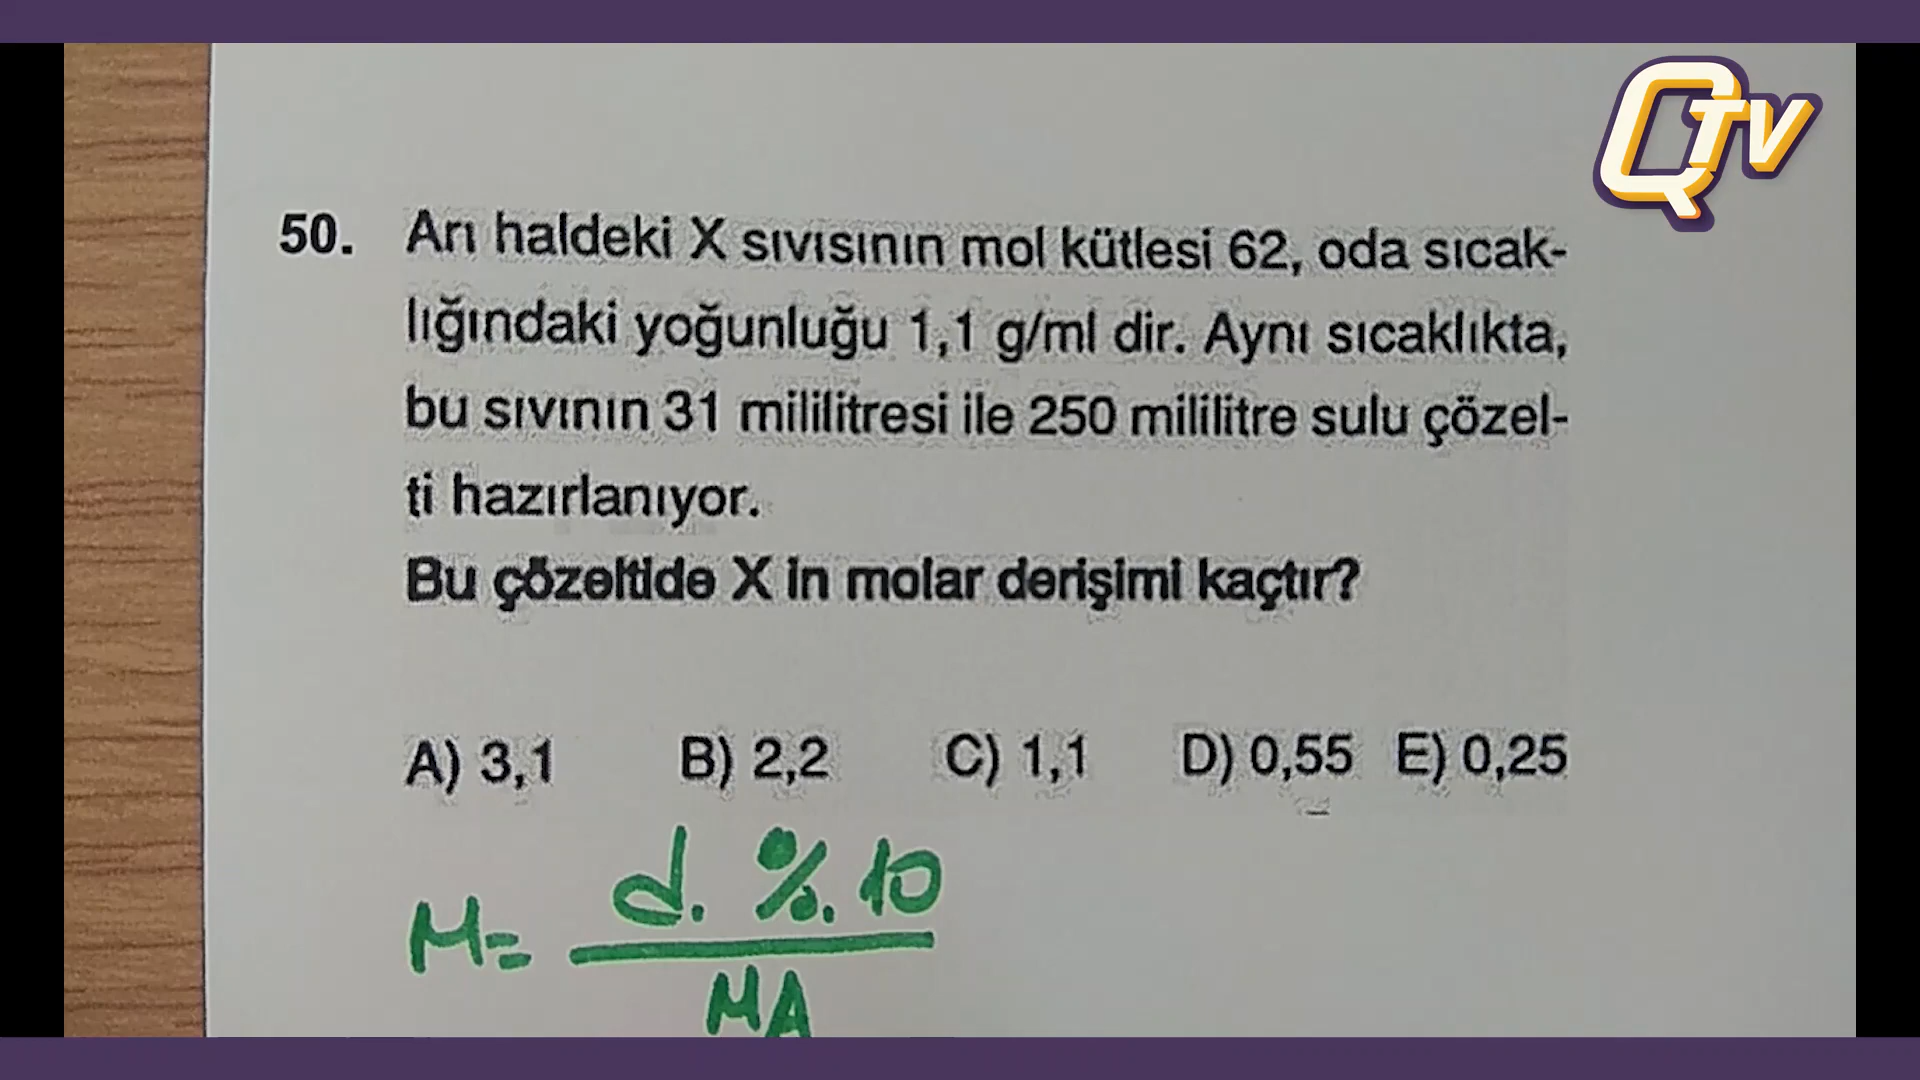 QTV
50. Arı haldeki X sıvısının mol kütlesi 62, oda sıcak-
lığındaki yoğunluğu 1,1 g/ml dir. Aynı sıcaklıkta,
bu sıvının 31 mililitresi ile 250 mililitre sulu çözel-
ti hazırlanıyor.
Bu çözeltide X in molar derişimi kaçtır?
A) 3,1 B) 2,2 C) 1,1 D) 0,55 E) 0,25
M = d. %. 10
MA